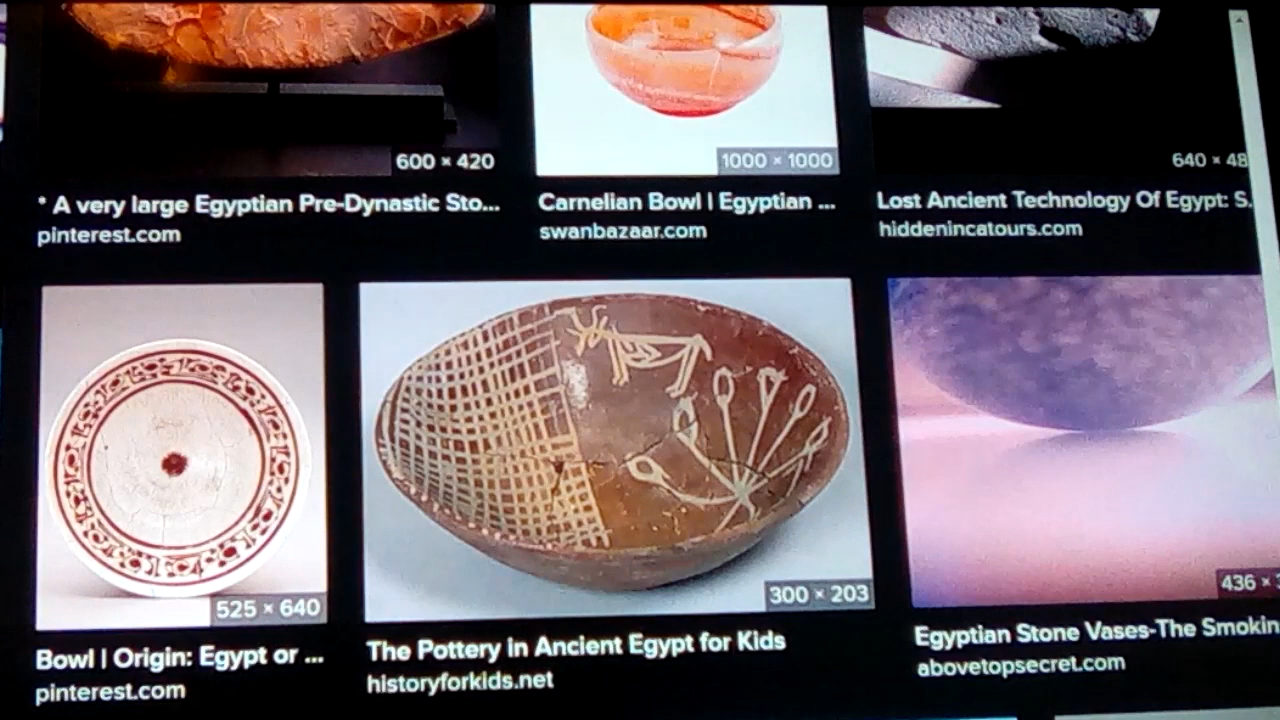 600 × 420
1000 × 1000
640 × 48
* A very large Egyptian Pre-Dynastic Sto...
pinterest.com
Carnelian Bowl | Egyptian ...
swanbazaar.com
Lost Ancient Technology Of Egypt: S.
hiddenincatours.com
525 × 640
300 × 203
436 ×
Bowl | Origin: Egypt or ...
pinterest.com
The Pottery in Ancient Egypt for Kids
historyforkids.net
Egyptian Stone Vases-The Smokin
abovetopsecret.com